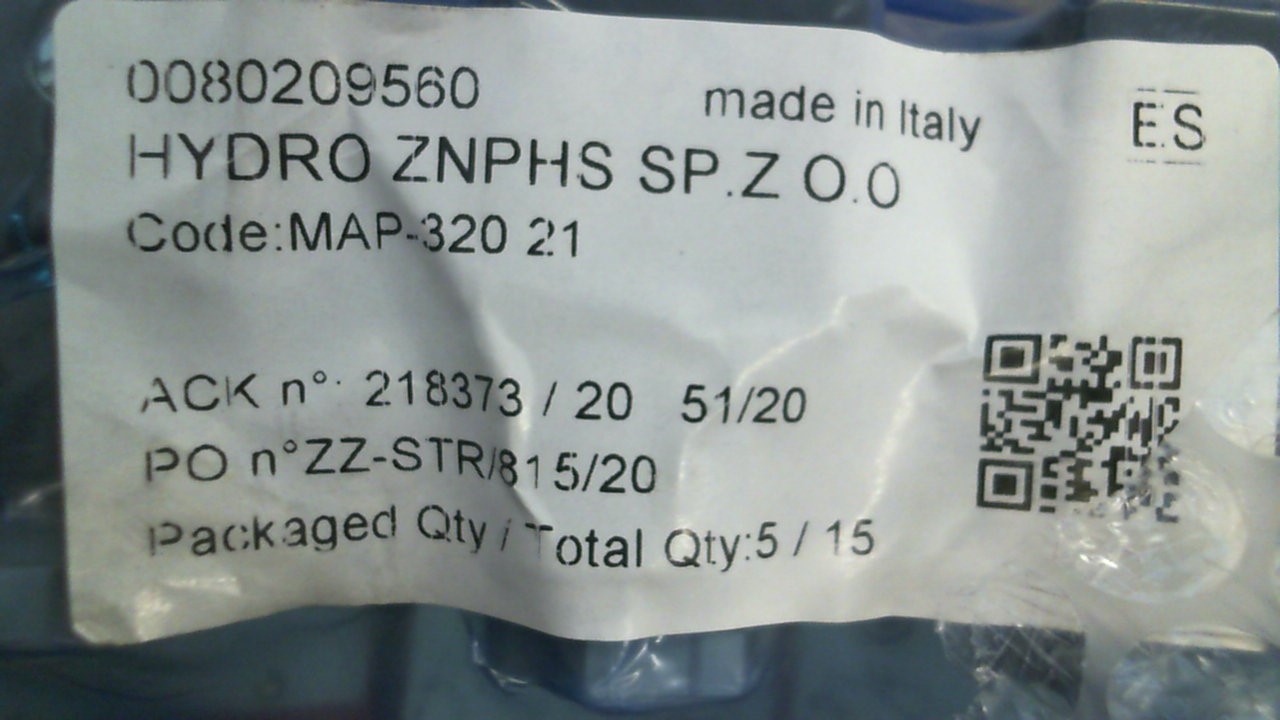 0080209560 made in Italy ES
HYDRO ZNPHS SP.Z O.O
Code:MAP-320 21
ACK n°· 218373 / 20 51/20
PO n°ZZ-STR/815/20
Packaged Qty / Total Qty:5 / 15